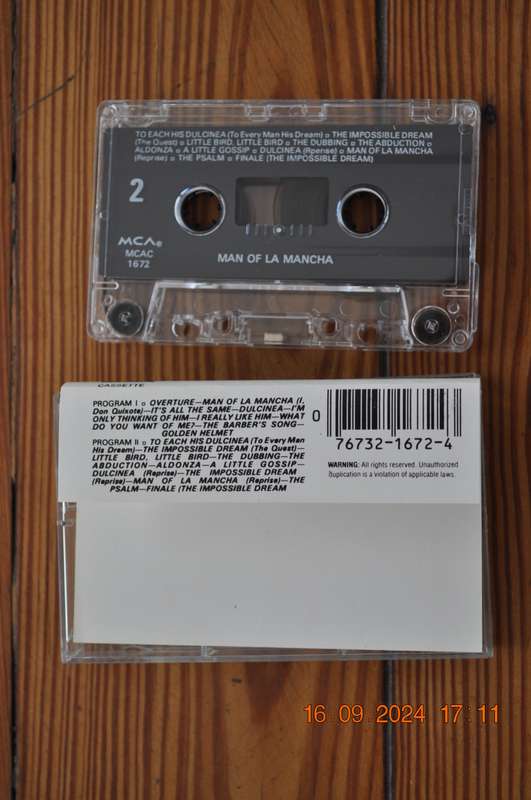 TO EACH HIS DULCINEA (To Every Man His Dream) ¤ THE IMPOSSIBLE DREAM
(The Quest) ¤ LITTLE BIRD, LITTLE BIRD ¤ THE DUBBING ¤ THE ABDUCTION ¤
ALDONZA ¤ A LITTLE GOSSIP ¤ DULCINEA (Rpenise) ¤ MAN OF LA MANCHA
(Reprise) ¤ THE PSALM ¤ FINALE (THE IMPOSSIBLE DREAM)
2
MCA
MCAC
1672
MAN OF LA MANCHA
CASSETTE
PROGRAM I ¤ OVERTURE—MAN OF LA MANCHA (I,
Don Quixote)—IT'S ALL THE SAME—DULCINEA—I'M
ONLY THINKING OF HIM—I REALLY LIKE HIM—WHAT
DO YOU WANT OF ME?—THE BARBER'S SONG—
GOLDEN HELMET
PROGRAM II ¤ TO EACH HIS DULCINEA (To Every Man
His Dream)—THE IMPOSSIBLE DREAM (The Quest)—
LITTLE BIRD, LITTLE BIRD—THE DUBBING—THE
ABDUCTION—ALDONZA—A LITTLE GOSSIP—
DULCINEA (Reprise)—THE IMPOSSIBLE DREAM
(Reprise)—MAN OF LA MANCHA (Reprise)—THE
PSALM—FINALE (THE IMPOSSIBLE DREAM
0
76732-1672-4
WARNING: All rights reserved. Unauthorized
duplication is a violation of applicable laws.
16.09.2024 17:11